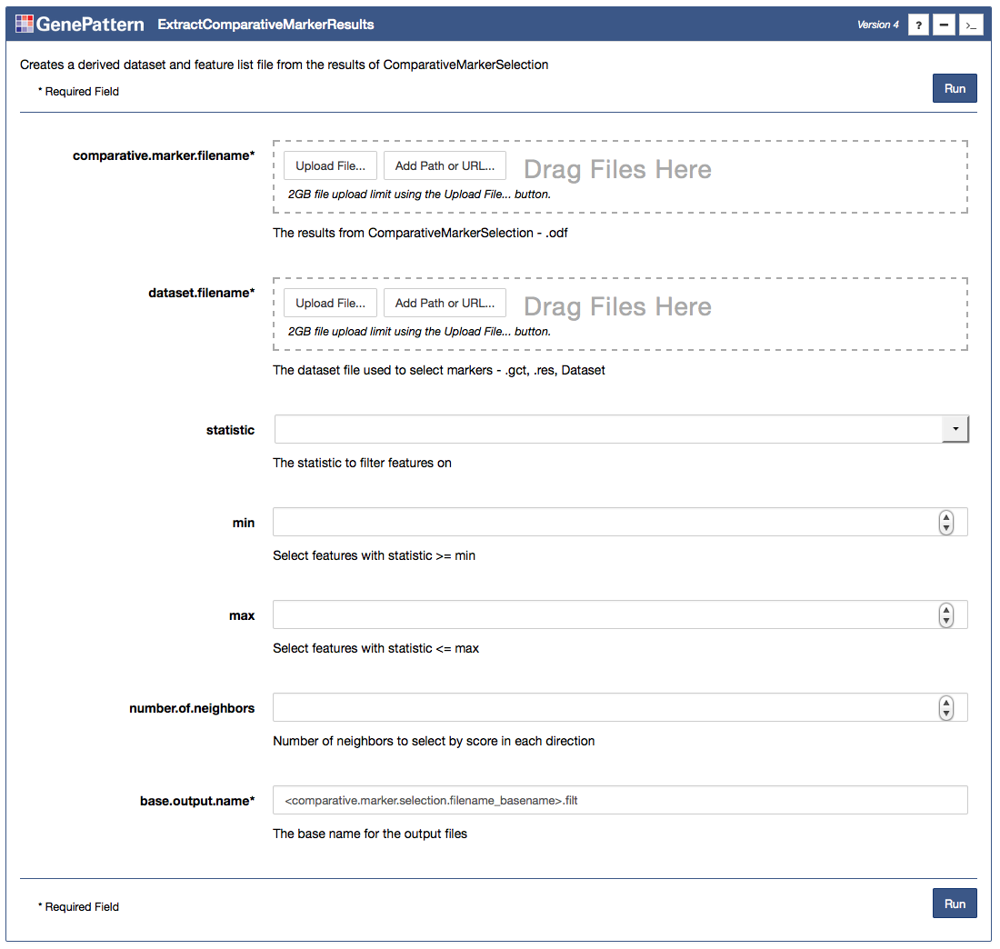 GenePattern ExtractComparativeMarkerResults Version 4 ? − >_
Creates a derived dataset and feature list file from the results of ComparativeMarkerSelection
* Required Field
Run
comparative.marker.filename*
Upload File... Add Path or URL... Drag Files Here
2GB file upload limit using the Upload File... button.
The results from ComparativeMarkerSelection - .odf
dataset.filename*
Upload File... Add Path or URL... Drag Files Here
2GB file upload limit using the Upload File... button.
The dataset file used to select markers - .gct, .res, Dataset
statistic
The statistic to filter features on
min
Select features with statistic >= min
max
Select features with statistic <= max
number.of.neighbors
Number of neighbors to select by score in each direction
base.output.name* <comparative.marker.selection.filename_basename>.filt
The base name for the output files
* Required Field
Run